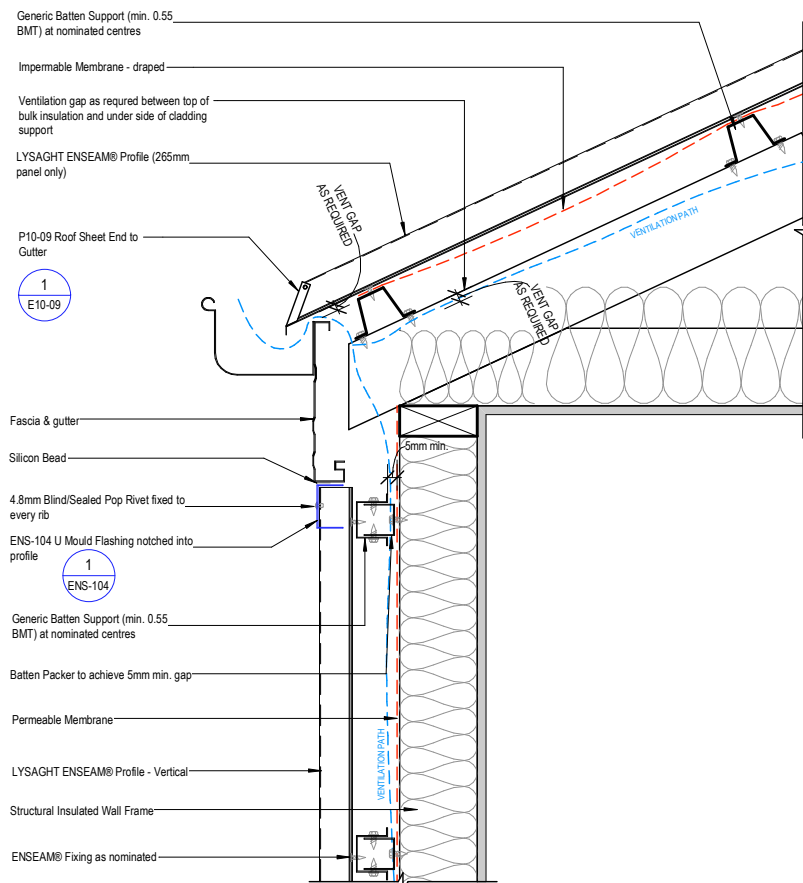 Generic Batten Support (min. 0.55
BMT) at nominated centres
Impermable Membrane - draped
Ventilation gap as requred between top of
bulk insulation and under side of cladding
support
LYSAGHT ENSEAM® Profile (265mm
panel only)
P10-09 Roof Sheet End to
Gutter
1
E10-09
VENT GAP
AS REQUIRED
VENTILATION PATH
VENT GAP
AS REQUIRED
Fascia & gutter
5mm min.
Silicon Bead
4.8mm Blind/Sealed Pop Rivet fixed to
every rib
ENS-104 U Mould Flashing notched into
profile
1
ENS-104
Generic Batten Support (min. 0.55
BMT) at nominated centres
Batten Packer to achieve 5mm min. gap
Permeable Membrane
VENTILATION PATH
LYSAGHT ENSEAM® Profile - Vertical
Structural Insulated Wall Frame
ENSEAM® Fixing as nominated